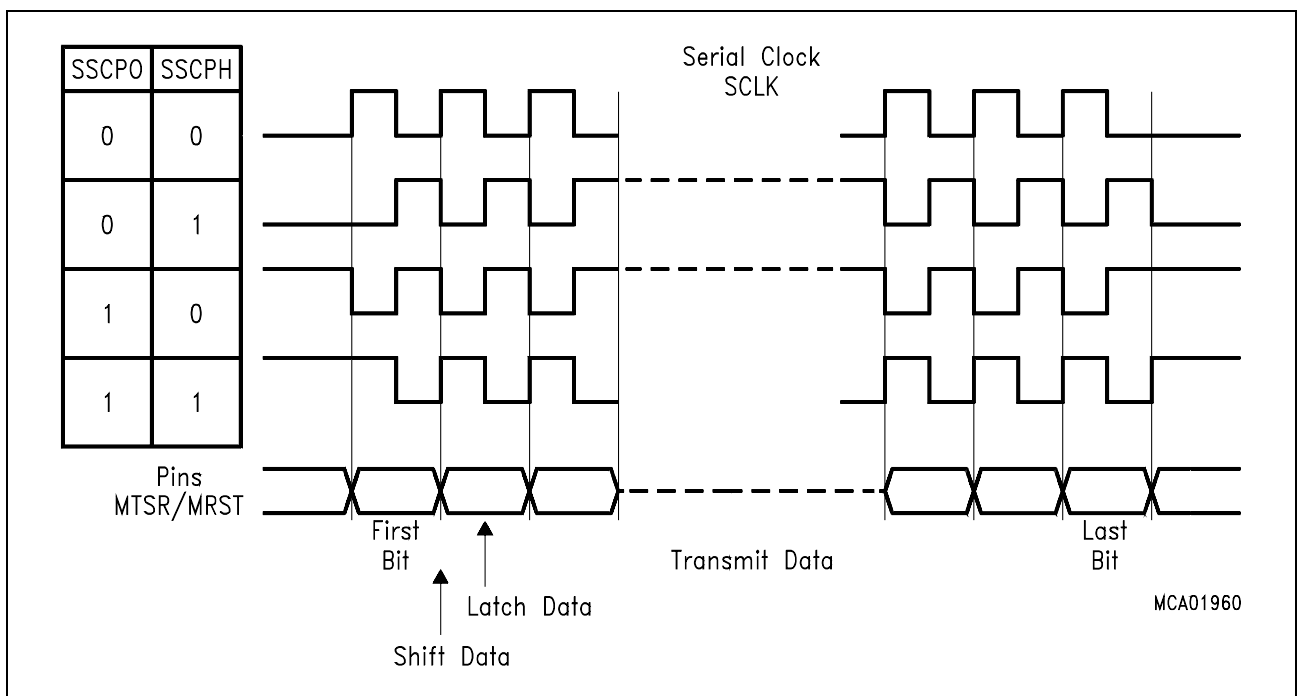 Serial Clock
SCLK
SSCPO SSCPH
0 0
0 1
1 0
1 1
Pins
MTSR/MRST
First
Bit
Last
Bit
Transmit Data
Latch Data
Shift Data
MCA01960